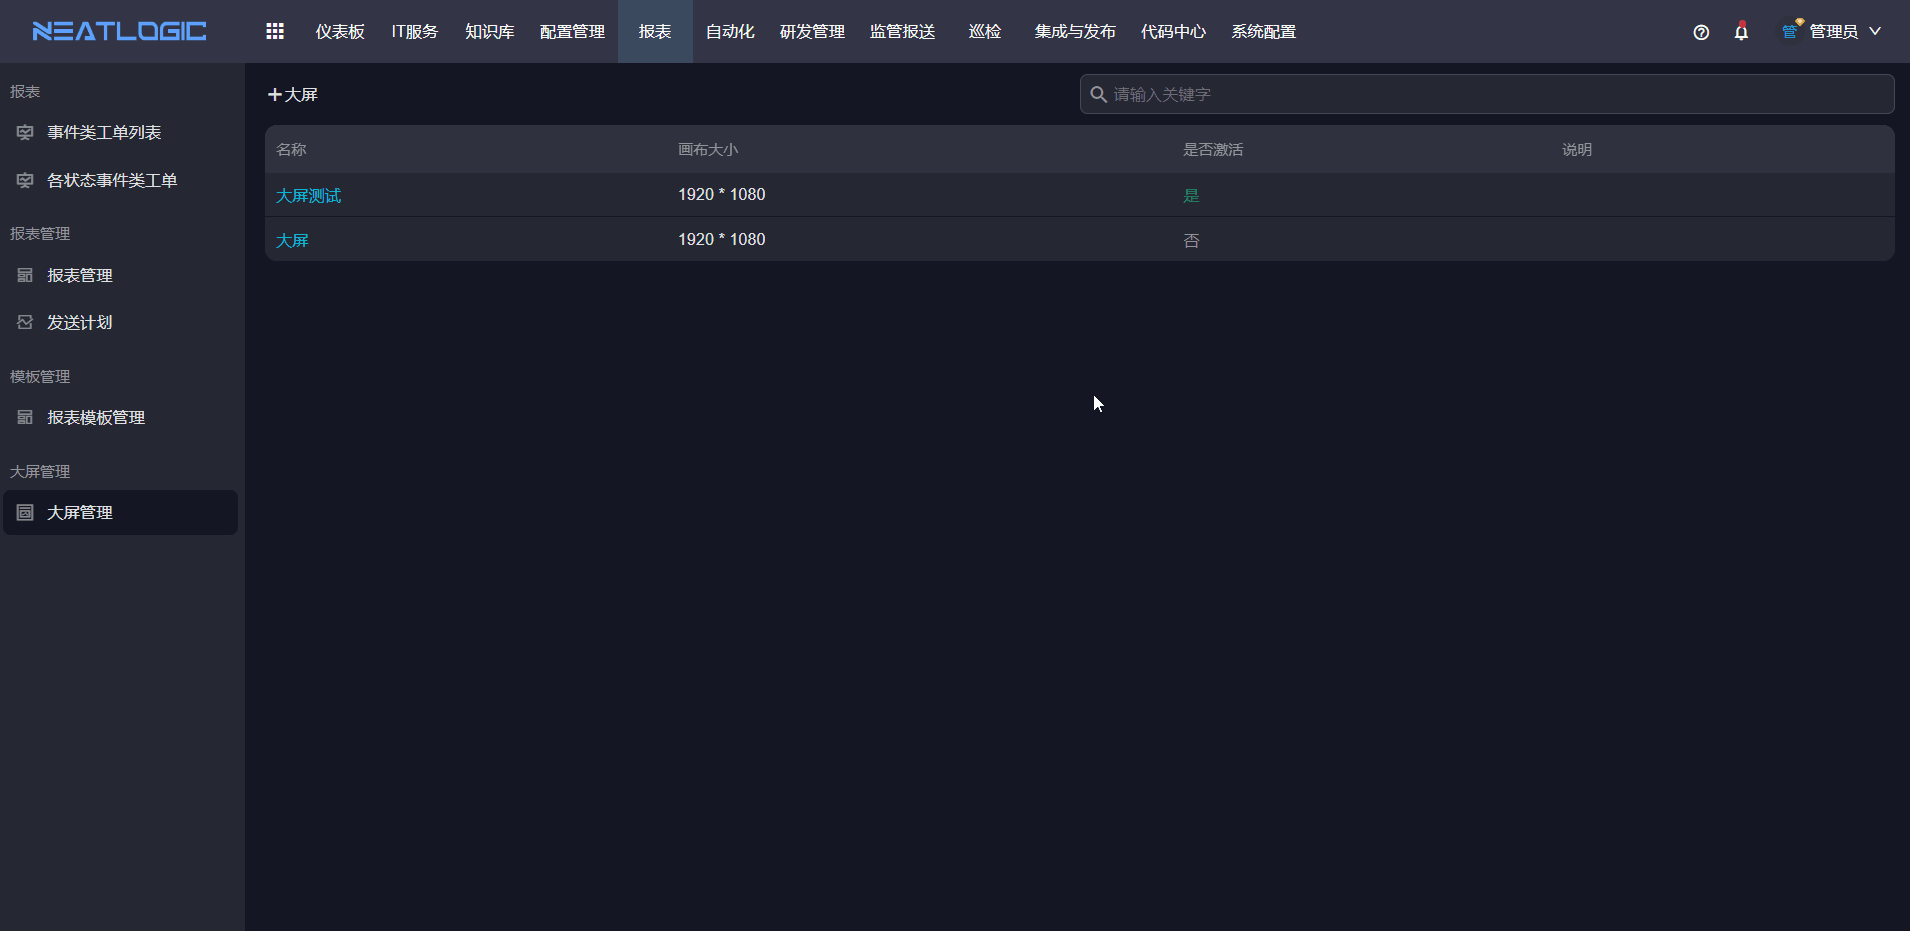 NEATLOGIC
仪表板 IT服务 知识库 配置管理 报表 自动化 研发管理 监管报送 巡检 集成与发布 代码中心 系统配置 管 管理员
报表
事件类工单列表
各状态事件类工单
报表管理
报表管理
发送计划
模板管理
报表模板管理
大屏管理
大屏管理
大屏
请输入关键字
名称 画布大小 是否激活 说明
大屏测试 1920 * 1080 是
大屏 1920 * 1080 否